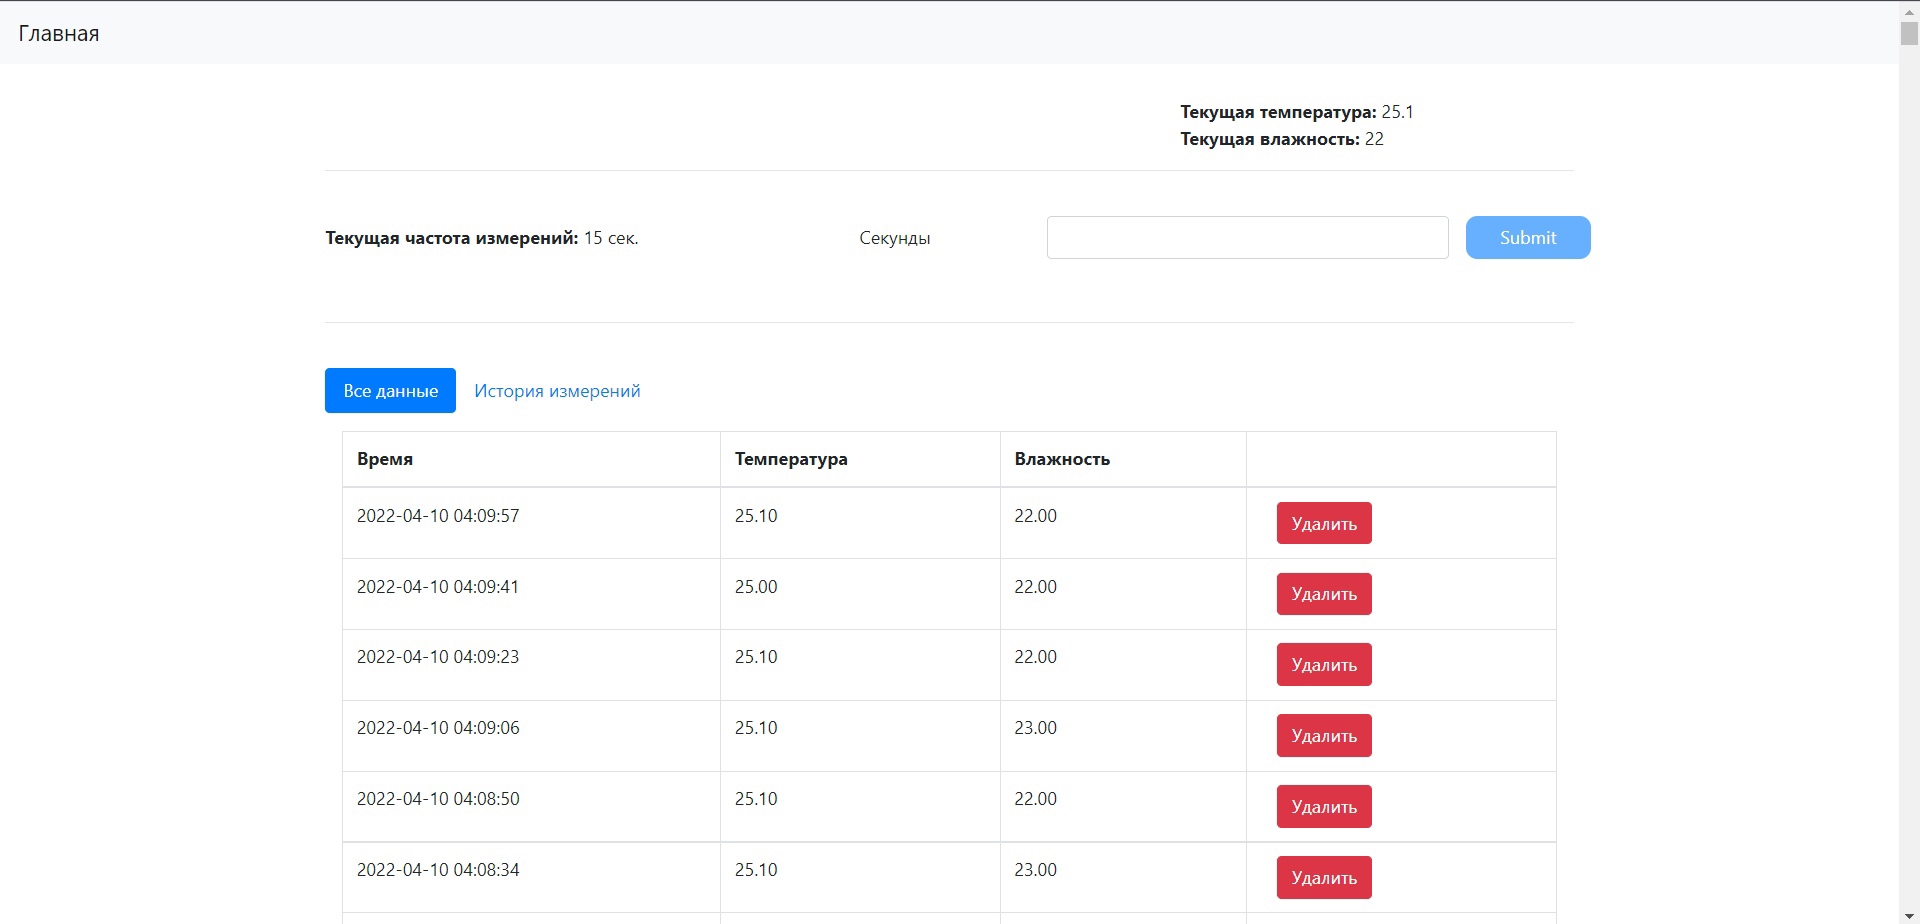 Главная
Текущая температура: 25.1
Текущая влажность: 22
Текущая частота измерений: 15 сек. Секунды Submit
Все данные История измерений
Время Температура Влажность
2022-04-10 04:09:57 25.10 22.00 Удалить
2022-04-10 04:09:41 25.00 22.00 Удалить
2022-04-10 04:09:23 25.10 22.00 Удалить
2022-04-10 04:09:06 25.10 23.00 Удалить
2022-04-10 04:08:50 25.10 22.00 Удалить
2022-04-10 04:08:34 25.10 23.00 Удалить